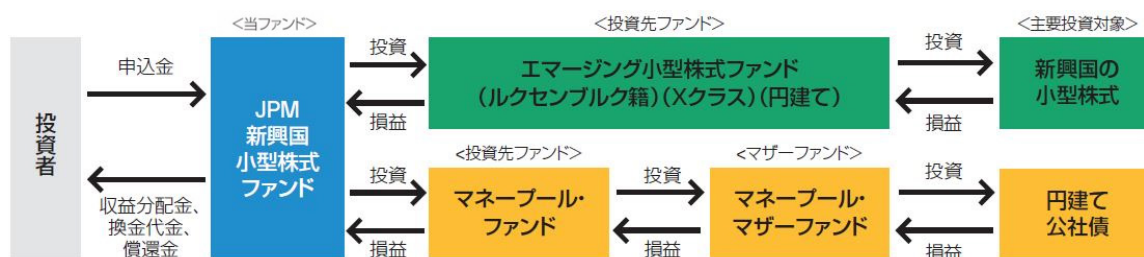 <当ファンド>
<投資先ファンド>
<主要投資対象>
申込金
投資
エマージング小型株式ファンド
(ルクセンブルク籍)(Xクラス)(円建て)
投資
新興国の
小型株式
投資者
JPM
新興国
小型株式
ファンド
損益
損益
<投資先ファンド>
<マザーファンド>
収益分配金、
換金代金、
償還金
投資
マネープール・
ファンド
投資
マネープール・
マザーファンド
投資
円建て
公社債
損益
損益
損益